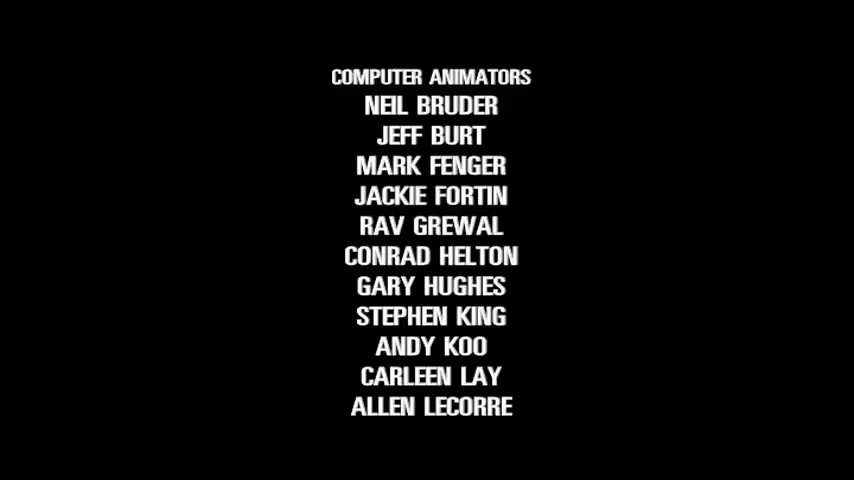 COMPUTER ANIMATORS
NEIL BRUDER
JEFF BURT
MARK FENGER
JACKIE FORTIN
RAV GREWAL
CONRAD HELTON
GARY HUGHES
STEPHEN KING
ANDY KOO
CARLEEN LAY
ALLEN LECORRE